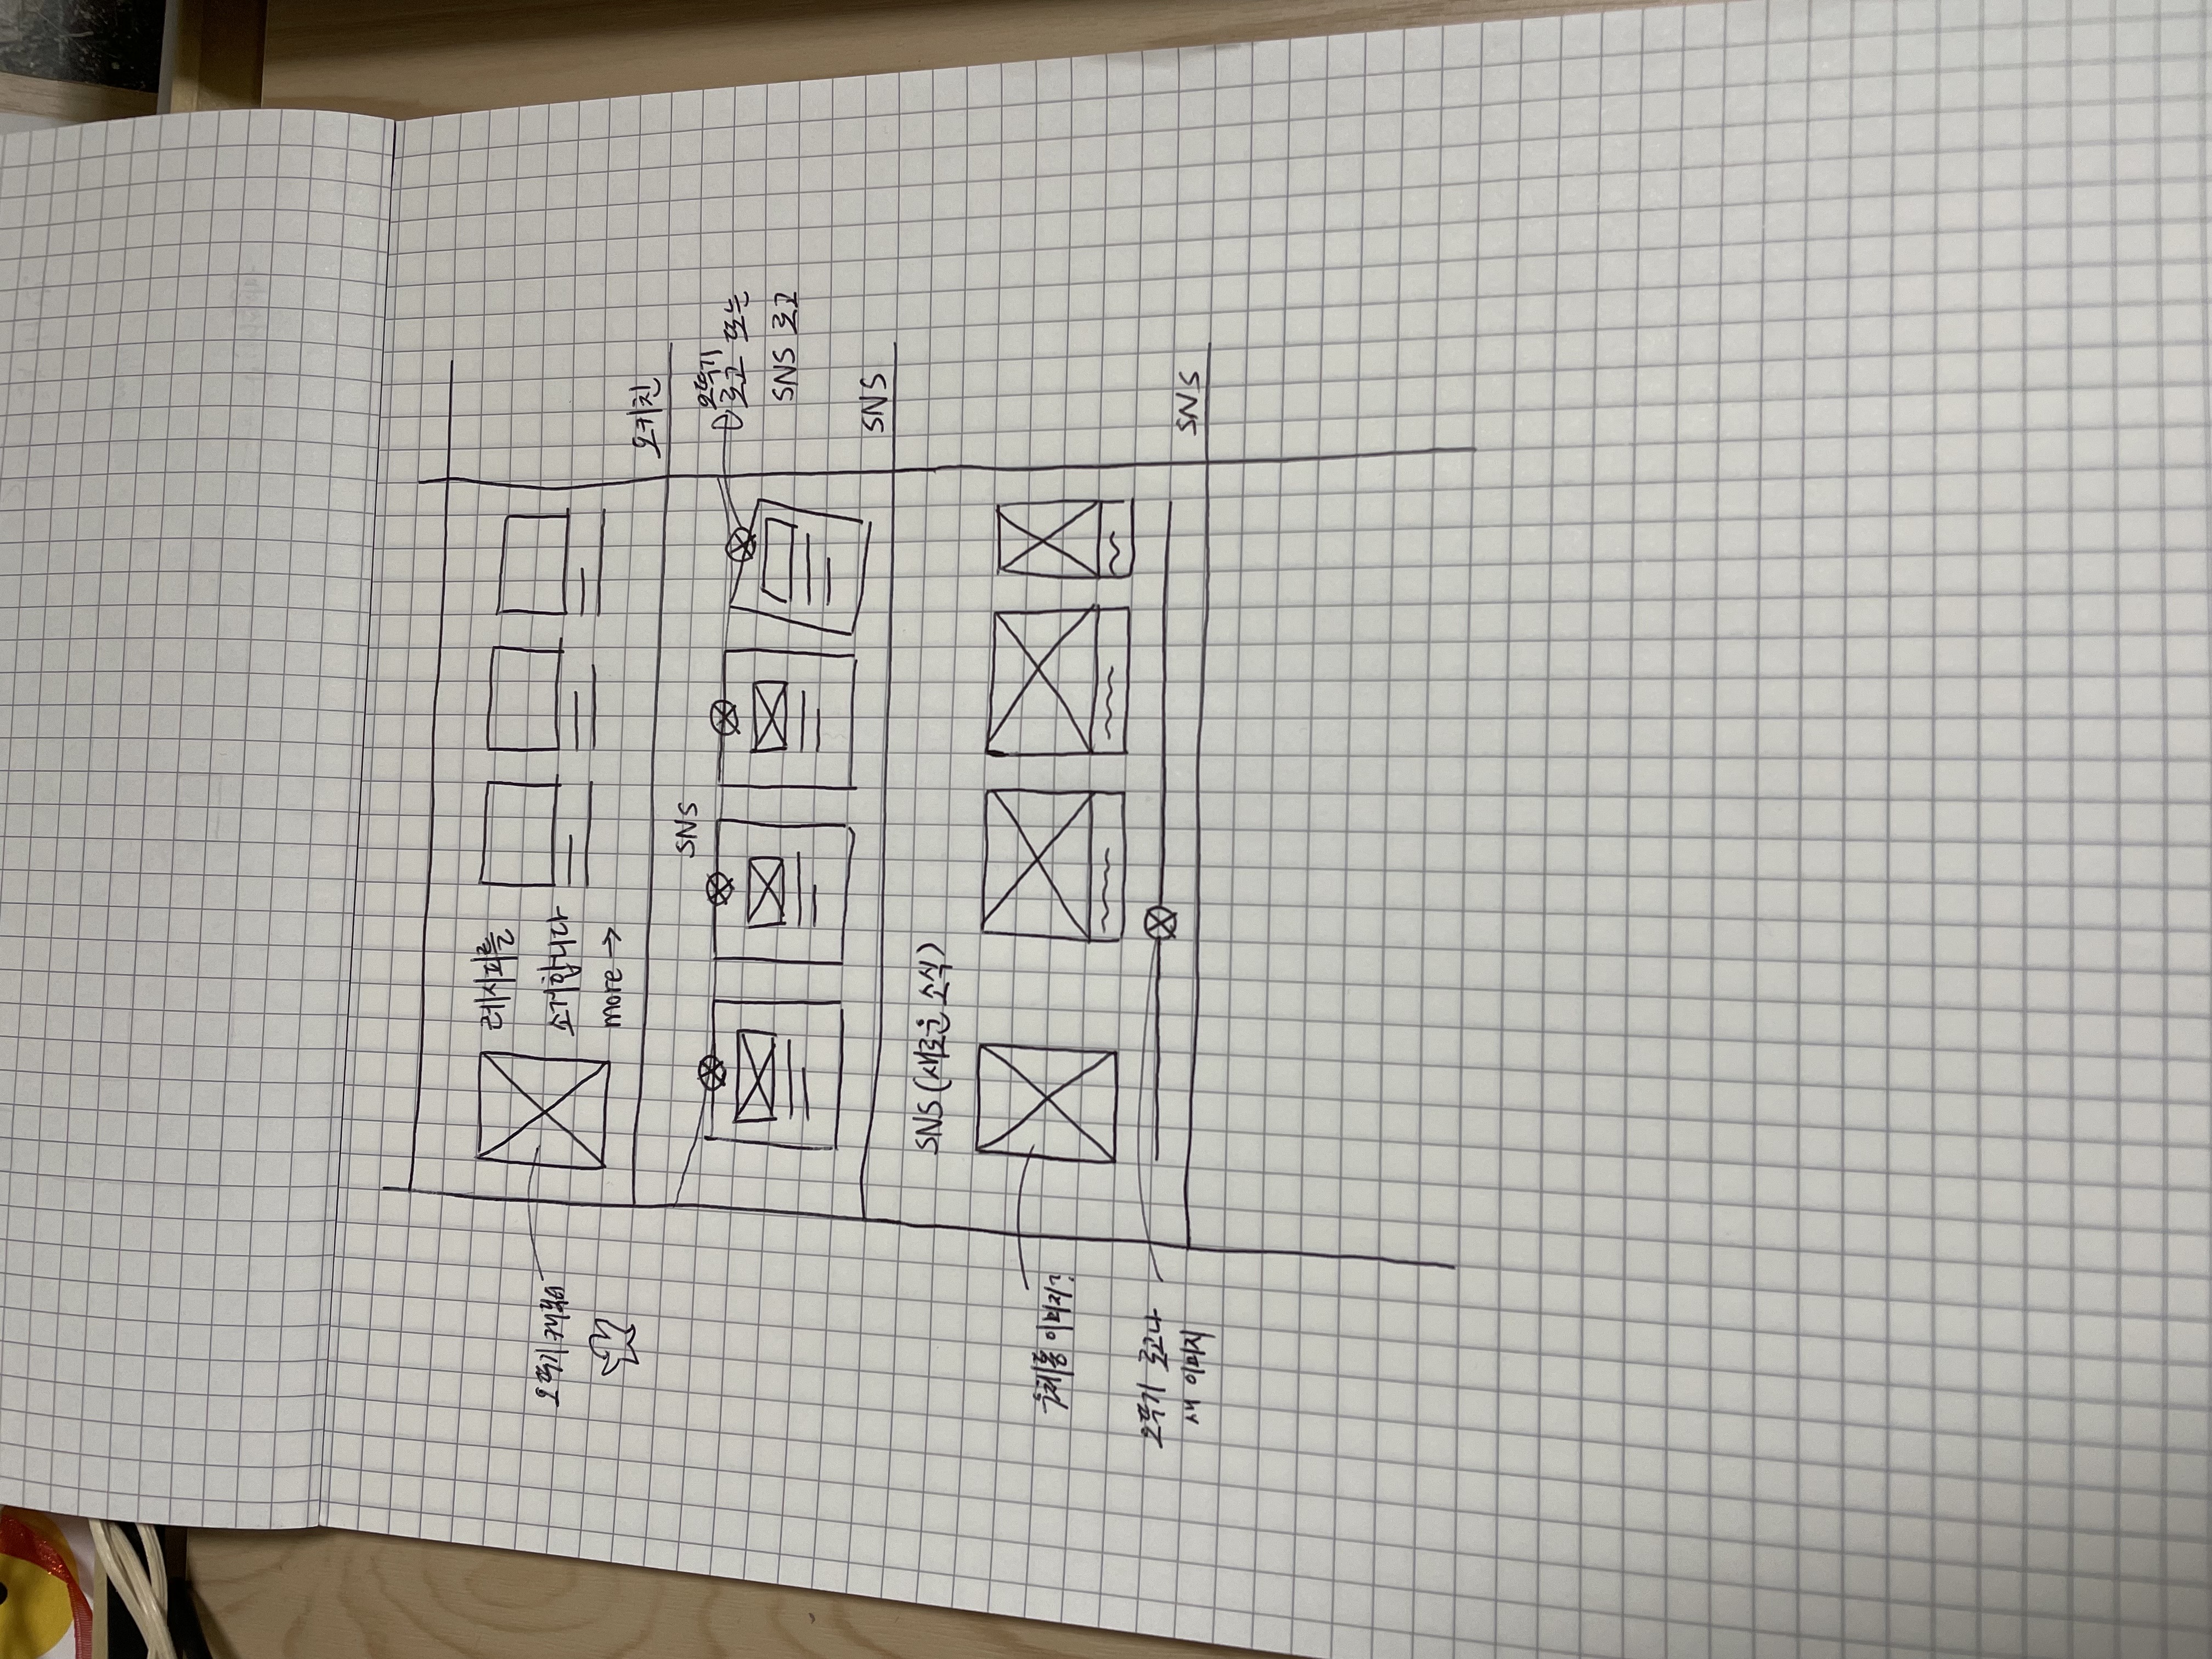 레시피를
소개합니다
more →
오뚜기 캐릭터
오키친
SNS
오뚜기
로고 또는
SNS 로고
SNS
SNS (새로운 소식)
우체통 이미지?
오뚜기 로고나
새 이미지
SNS